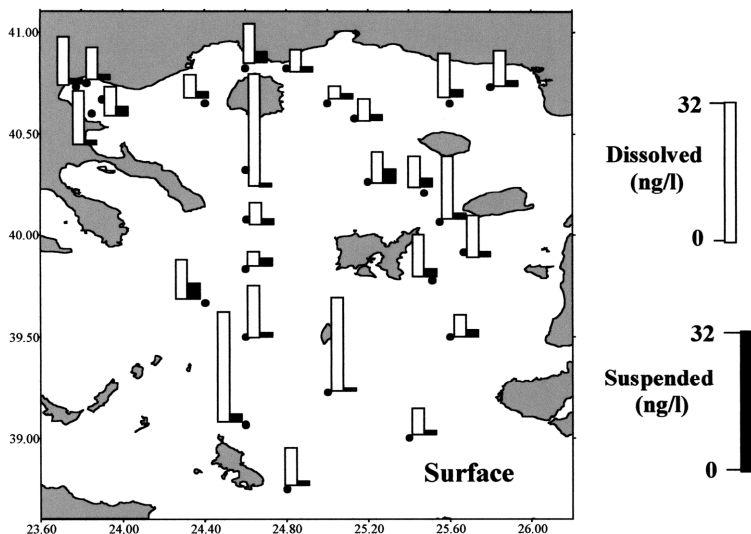 41.00
40.50
40.00
39.50
39.00
23.60 24.00 24.40 24.80 25.20 25.60 26.00
Surface
32
Dissolved
(ng/l)
0
32
Suspended
(ng/l)
0